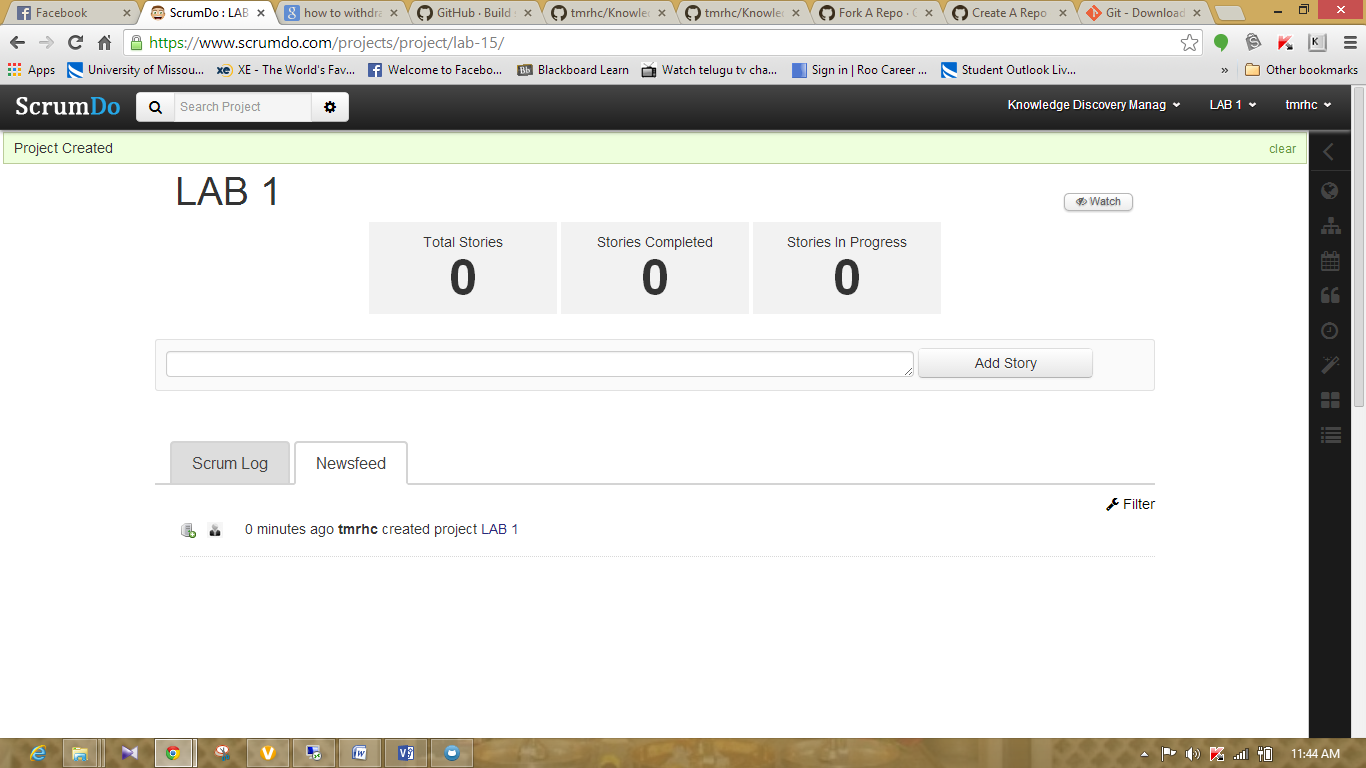 Facebook ScrumDo : LAB how to withdra GitHub · Build s tmrhc/Knowle tmrhc/Knowle Fork A Repo · Create A Repo Git - Download
https://www.scrumdo.com/projects/project/lab-15/
Apps University of Missou... XE - The World's Fav... Welcome to Facebo... Blackboard Learn Watch telugu tv cha... Sign in | Roo Career ... Student Outlook Liv... » Other bookmarks
ScrumDo Search Project Knowledge Discovery Manag LAB 1 tmrhc
Project Created clear
LAB 1
Watch
Total Stories Stories Completed Stories In Progress
0 0 0
Add Story
Scrum Log Newsfeed
Filter
0 minutes ago tmrhc created project LAB 1
11:44 AM